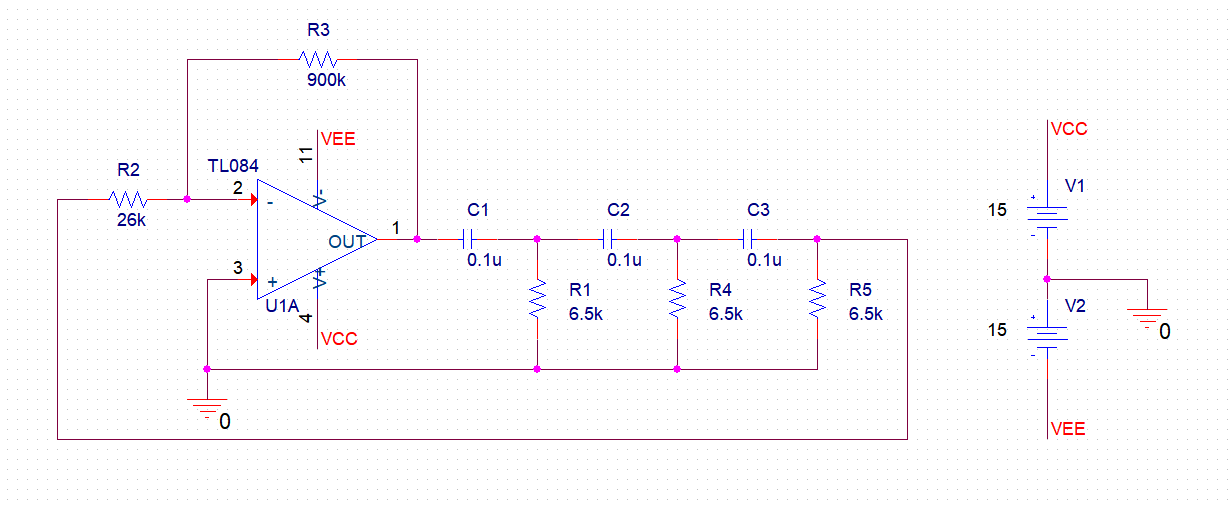 R3
900k
VEE
11
R2
TL084
26k
2
-
V-
1
OUT
C1
C2
C3
0.1u
0.1u
0.1u
3
+
V+
U1A
4
VCC
R1
6.5k
R4
6.5k
R5
6.5k
0
VCC
V1
15
+
-
V2
15
+
-
0
VEE